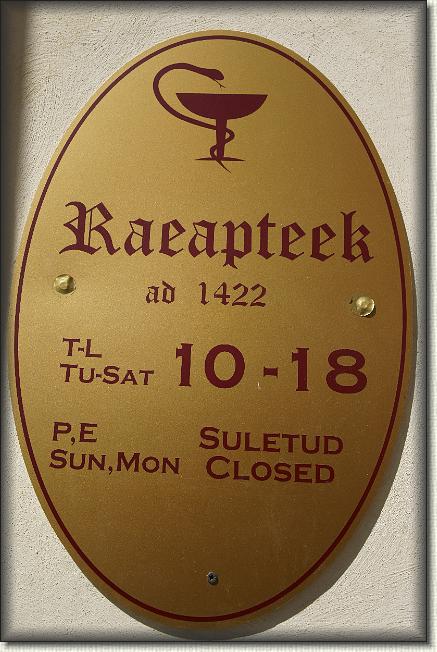 Raeapteek
ad 1422
T-L
Tu-Sat 10-18
P,E Suletud
Sun,Mon Closed